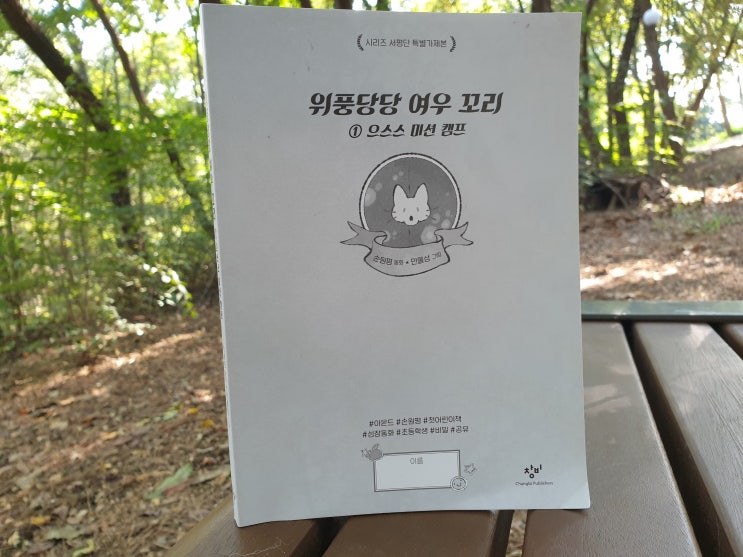 시리즈 서평단 특별가제본
위풍당당 여우 꼬리
① 으스스 미션 캠프
손원평 동화 * 만물상 그림
#아몬드 #손원평 #첫어린이책
#성장동화 #초등학생 #비밀 #공유
이름
창비
Changbi Publishers